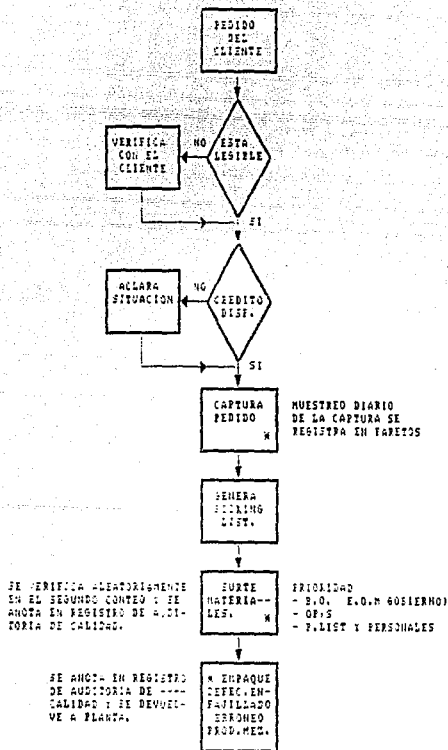 PEDIDO
DEL
CLIENTE
ESTA
LEGIBLE
NO
VERIFICA
CON EL
CLIENTE
SI
CREDITO
DISP.
NO
ACLARA
SITUACION
SI
CAPTURA
PEDIDO
*
MUESTREO DIARIO
DE LA CAPTURA SE
REGISTRA EN PARETOS
GENERA
LIST.
SURTE
MATERIA--
LES.
*
SE VERIFICA ALEATORIAMENTE
EN EL SEGUNDO CONTEO Y SE
ANOTA EN REGISTRO DE AUDI-
TORIA DE CALIDAD.
PRIORIDAD
- B.O. E.O.M GOBIERNO)
- OP'S
- P.LIST Y PERSONALES
* EMPAQUE
DEFEC.EN-
FAJILLADO
ERRONEO
PROD.MEZ.
SE ANOTA EN REGISTRO
DE AUDITORIA DE ----
CALIDAD Y SE DEVUEL-
VE A PLANTA.